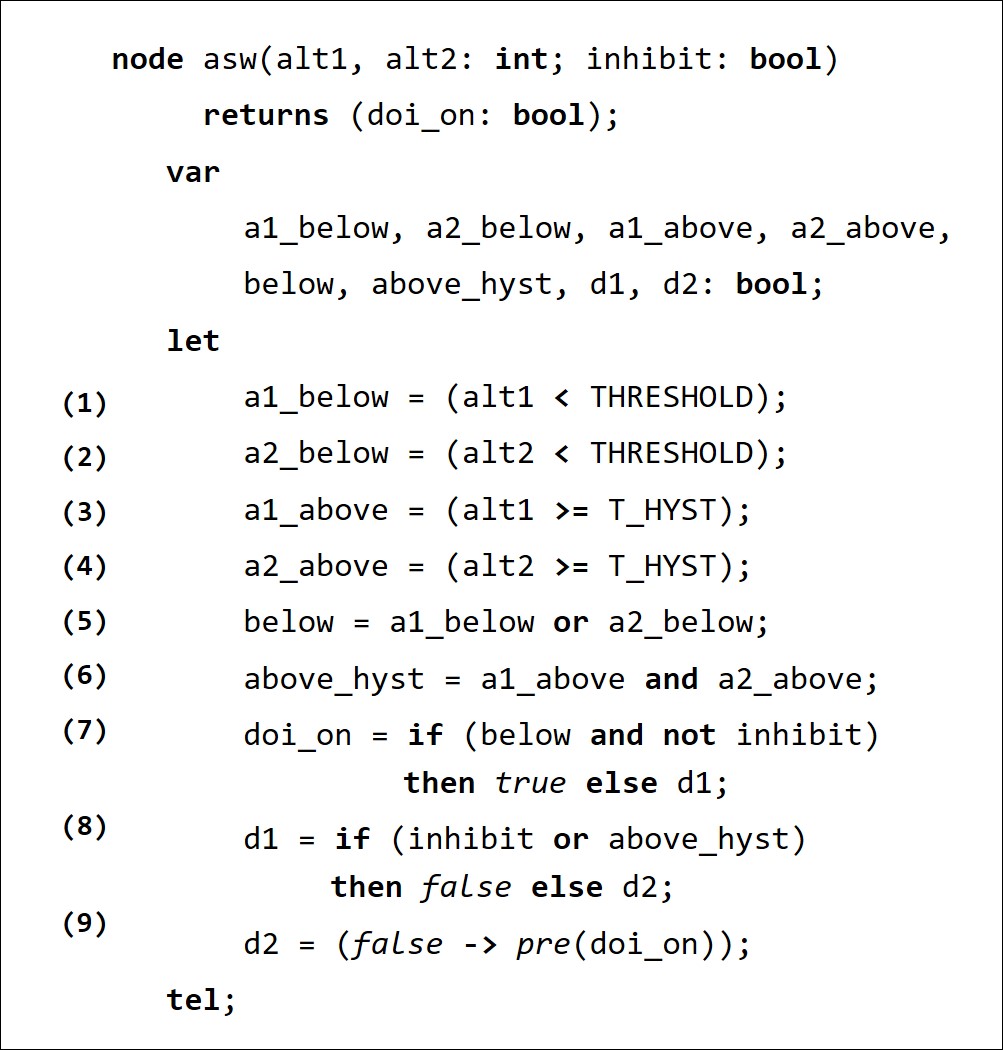 node asw(alt1, alt2: int; inhibit: bool)
returns (doi_on: bool);
var
a1_below, a2_below, a1_above, a2_above,
below, above_hyst, d1, d2: bool;
let
(1) a1_below = (alt1 < THRESHOLD);
(2) a2_below = (alt2 < THRESHOLD);
(3) a1_above = (alt1 >= T_HYST);
(4) a2_above = (alt2 >= T_HYST);
(5) below = a1_below or a2_below;
(6) above_hyst = a1_above and a2_above;
(7) doi_on = if (below and not inhibit)
then true else d1;
(8) d1 = if (inhibit or above_hyst)
then false else d2;
(9) d2 = (false -> pre(doi_on));
tel;